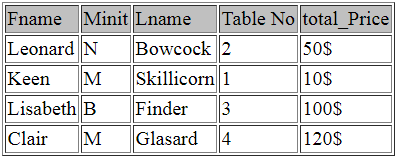 Fname Minit Lname Table No total_Price
Leonard N Bowcock 2 50$
Keen M Skillicorn 1 10$
Lisabeth B Finder 3 100$
Clair M Glasard 4 120$